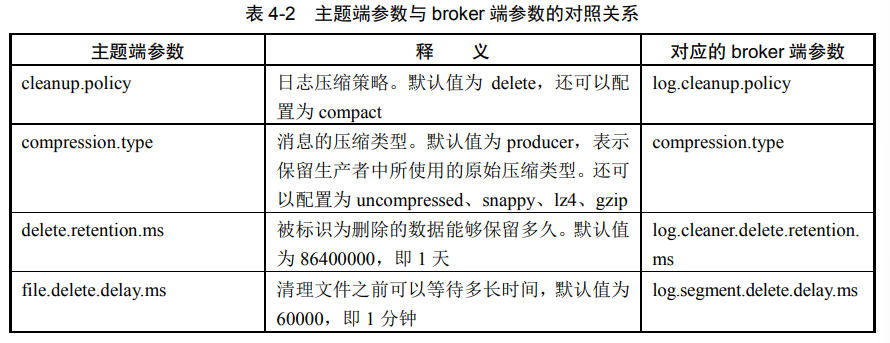 表 4-2 主题端参数与 broker 端参数的对照关系
主题端参数 释 义 对应的 broker 端参数
cleanup.policy 日志压缩策略。默认值为 delete，还可以配 log.cleanup.policy
置为 compact
compression.type 消息的压缩类型。默认值为 producer，表示 compression.type
保留生产者中所使用的原始压缩类型。还可
以配置为 uncompressed、snappy、lz4、gzip
delete.retention.ms 被标识为删除的数据能够保留多久。默认值 log.cleaner.delete.retention.
为 86400000，即 1 天 ms
file.delete.delay.ms 清理文件之前可以等待多长时间，默认值为 log.segment.delete.delay.ms
60000，即 1 分钟